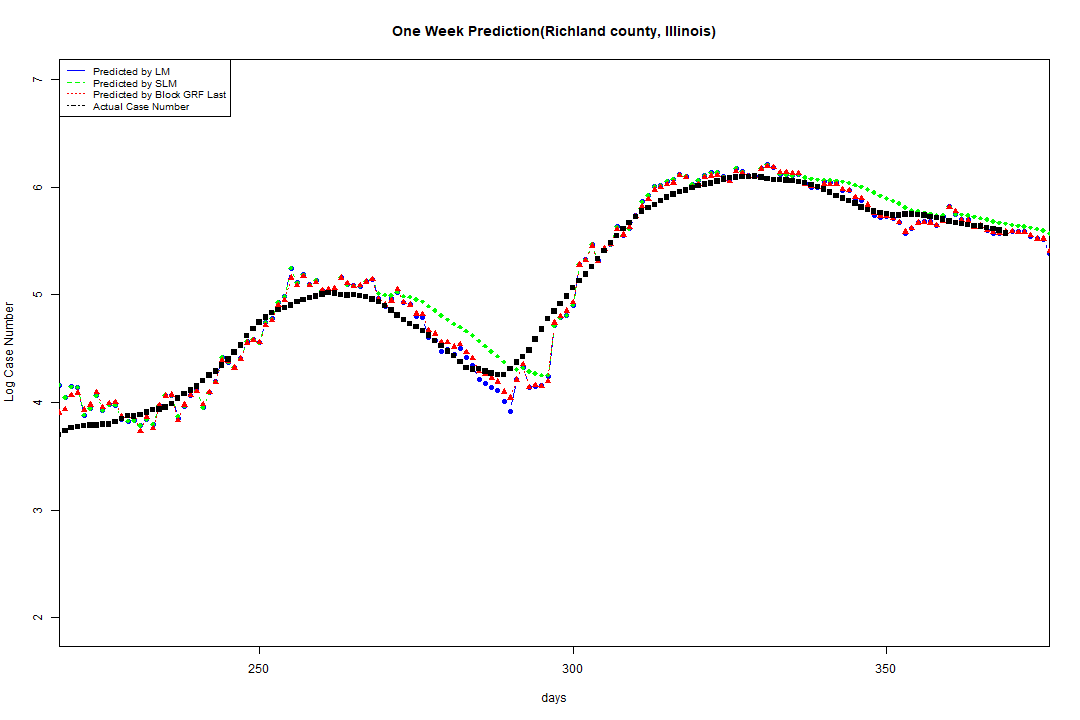 One Week Prediction(Richland county, Illinois)
Predicted by LM
Predicted by SLM
Predicted by Block GRF Last
Actual Case Number
7
6
5
4
3
2
Log Case Number
250
300
350
days